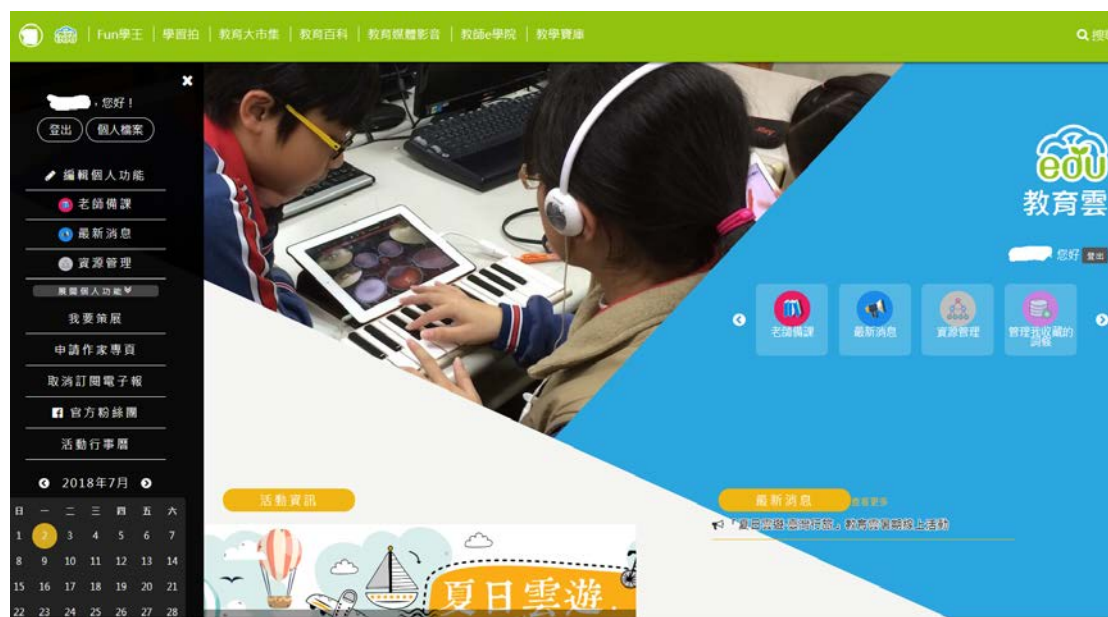 edu | Fun學王 | 學習拍 | 教育大市集 | 教育百科 | 教育媒體影音 | 教師e學院 | 教學寶庫
搜
，您好！
登出 個人檔案
編輯個人功能
老師備課
最新消息
資源管理
展開個人功能
我要策展
申請作家專頁
取消訂閱電子報
官方粉絲團
活動行事曆
2018年7月
日 一 二 三 四 五 六
1 2 3 4 5 6 7
8 9 10 11 12 13 14
15 16 17 18 19 20 21
22 23 24 25 26 27 28
edu
教育雲
您好 登出
老師備課 最新消息 資源管理 管理我收藏的
詞條
活動資訊
夏日雲遊
最新消息 查看更多
「夏日雲遊 雲端行旅」教育雲暑期線上活動